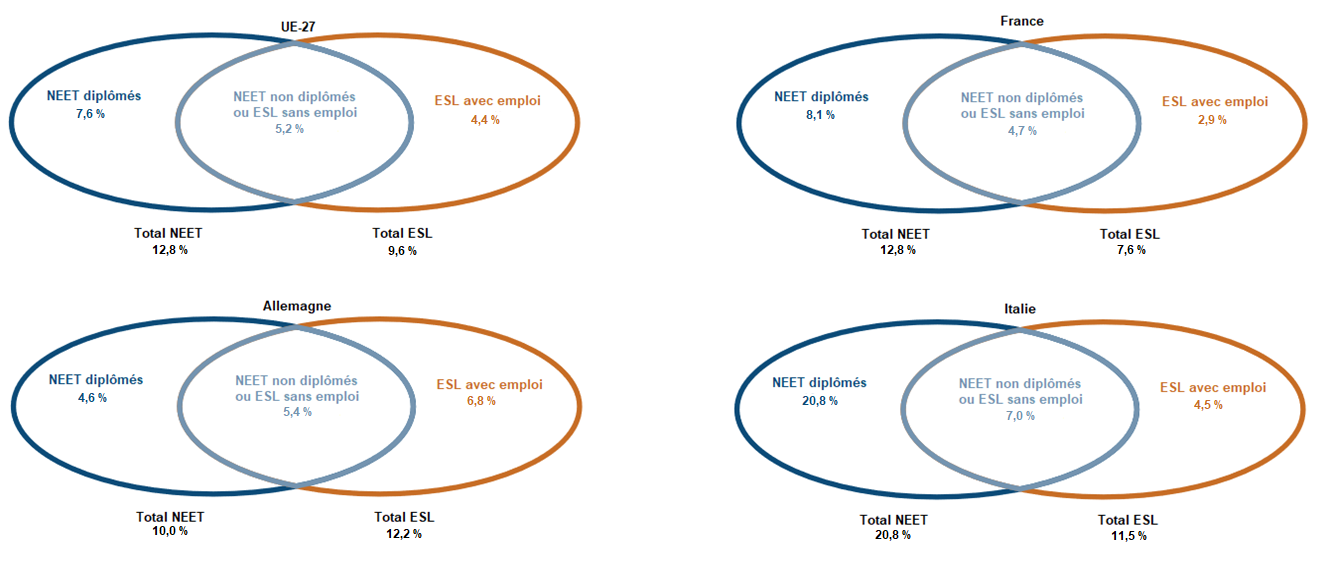 UE-27
NEET diplômés
7,6 %
NEET non diplômés
ou ESL sans emploi
5,2 %
ESL avec emploi
4,4 %
Total NEET
12,8 %
Total ESL
9,6 %
France
NEET diplômés
8,1 %
NEET non diplômés
ou ESL sans emploi
4,7 %
ESL avec emploi
2,9 %
Total NEET
12,8 %
Total ESL
7,6 %
Allemagne
NEET diplômés
4,6 %
NEET non diplômés
ou ESL sans emploi
5,4 %
ESL avec emploi
6,8 %
Total NEET
10,0 %
Total ESL
12,2 %
Italie
NEET diplômés
20,8 %
NEET non diplômés
ou ESL sans emploi
7,0 %
ESL avec emploi
4,5 %
Total NEET
20,8 %
Total ESL
11,5 %